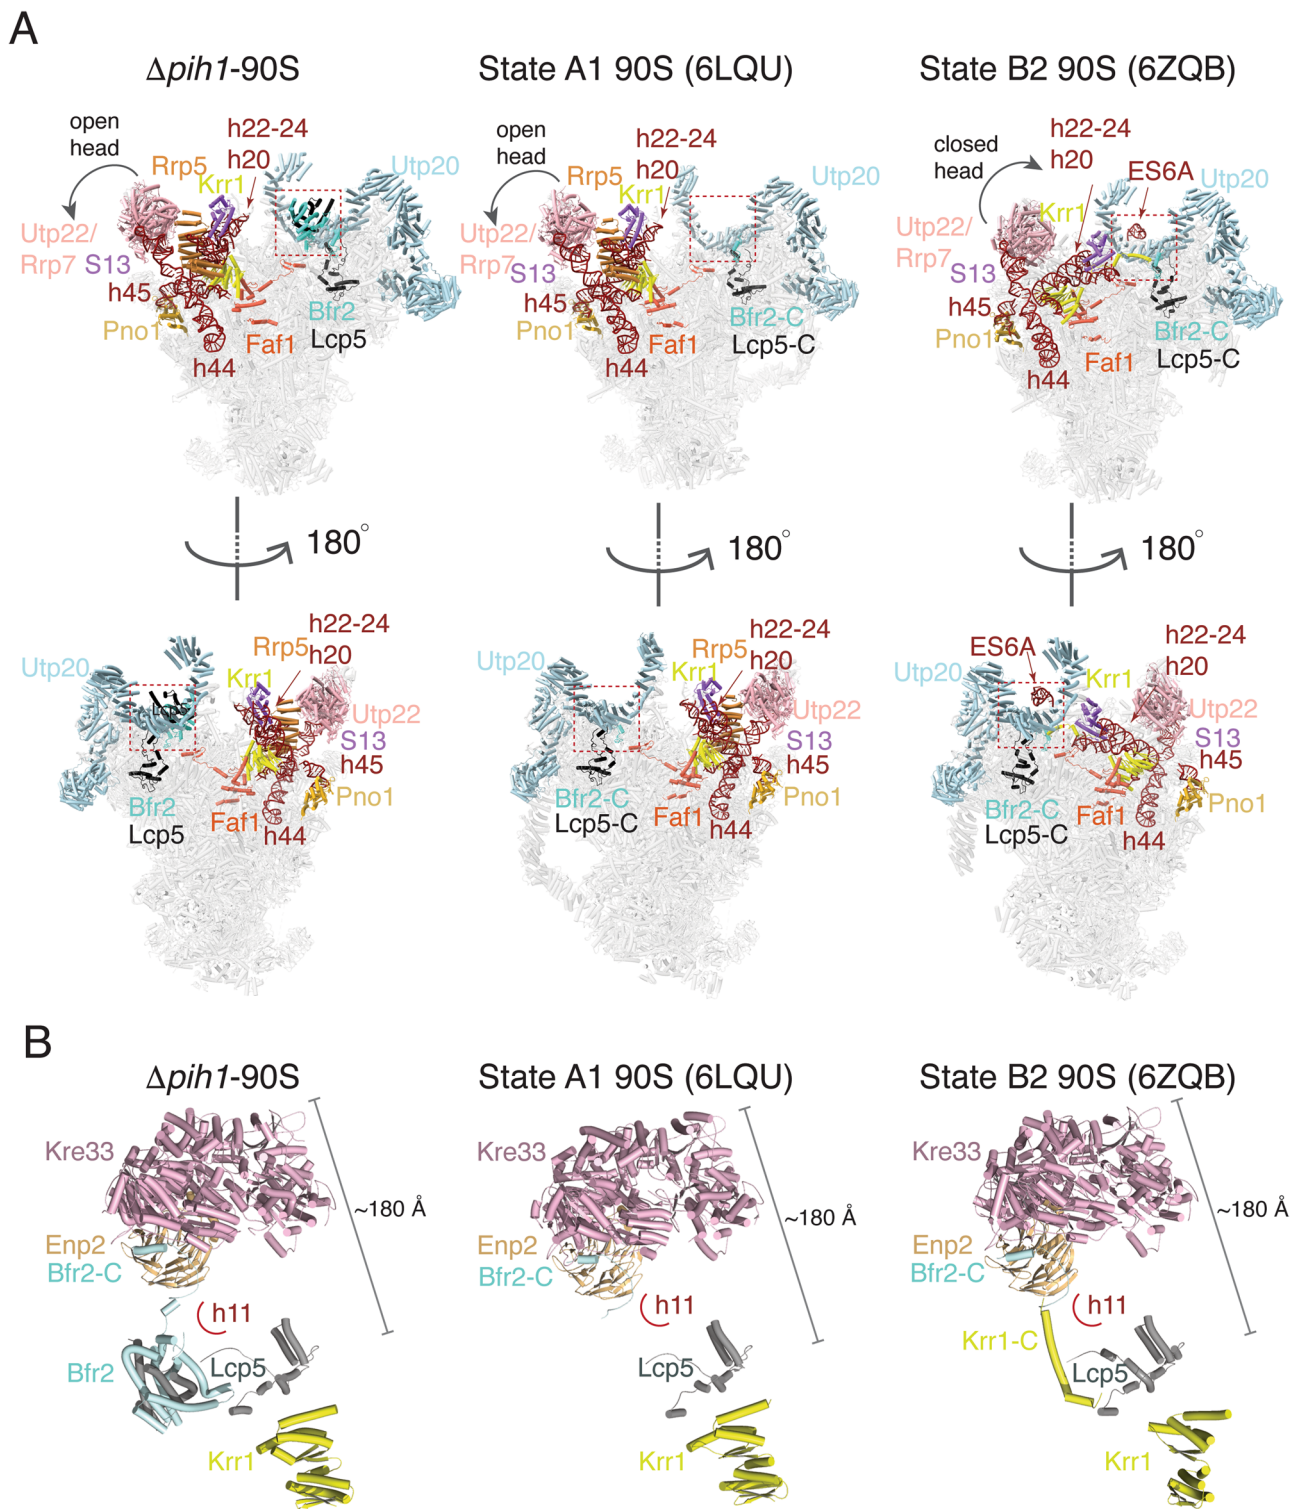 A
Δpih1-90S
State A1 90S (6LQU)
State B2 90S (6ZQB)
open
head
h22-24
h20
Rrp5
Krr1
Utp20
Utp22/
Rrp7
S13
h45
Pno1
h44
Faf1
Bfr2
Lcp5
open
head
h22-24
h20
Rrp5
Krr1
Utp20
Utp22/
Rrp7
S13
h45
Pno1
h44
Faf1
Bfr2-C
Lcp5-C
closed
head
h22-24
h20
ES6A
Krr1
Utp20
Utp22/
Rrp7
S13
h45
Pno1
h44
Faf1
Bfr2-C
Lcp5-C
180°
180°
180°
Utp20
Krr1
Rrp5
h22-24
h20
Utp22
S13
h45
Pno1
Bfr2
Lcp5
Faf1
h44
Utp20
Krr1
Rrp5
h22-24
h20
Utp22
S13
h45
Pno1
Bfr2-C
Lcp5-C
Faf1
h44
ES6A
Utp20
Krr1
h22-24
h20
Utp22
S13
h45
Pno1
Bfr2-C
Lcp5-C
Faf1
h44
B
Δpih1-90S
State A1 90S (6LQU)
State B2 90S (6ZQB)
Kre33
~180 Å
Enp2
Bfr2-C
h11
Bfr2
Lcp5
Krr1
Kre33
~180 Å
Enp2
Bfr2-C
h11
Lcp5
Krr1
Kre33
~180 Å
Enp2
Bfr2-C
h11
Krr1-C
Lcp5
Krr1